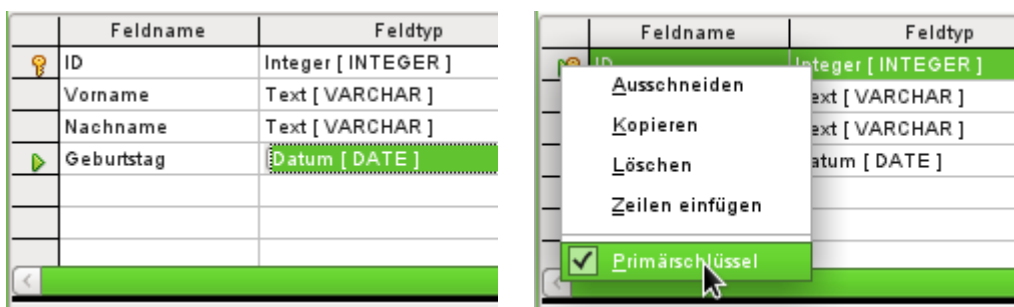 Feldname Feldtyp
ID Integer [ INTEGER ]
Vorname Text [ VARCHAR ]
Nachname Text [ VARCHAR ]
Geburtstag Datum [ DATE ]
Feldname Feldtyp
ID Integer [ INTEGER ]
Ausschneiden ext [ VARCHAR ]
Kopieren ext [ VARCHAR ]
Löschen atum [ DATE ]
Zeilen einfügen
Primärschlüssel